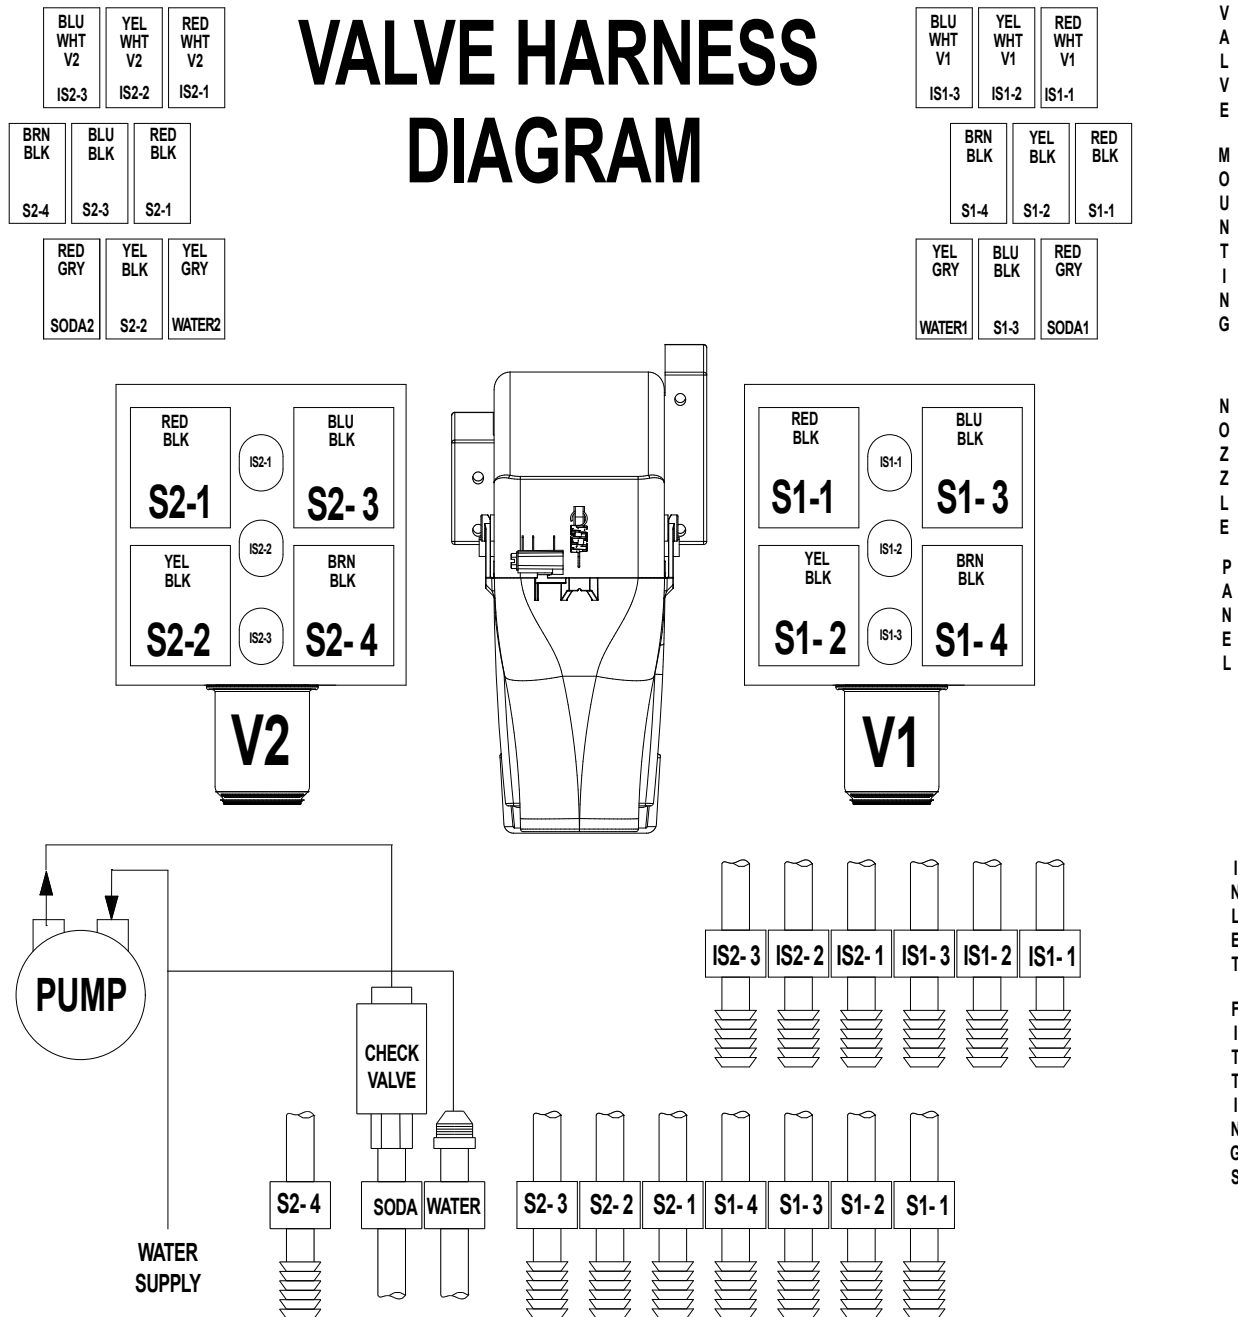 VALVE HARNESS
DIAGRAM
BLU
WHT
V2
IS2-3
YEL
WHT
V2
IS2-2
RED
WHT
V2
IS2-1
BRN
BLK
S2-4
BLU
BLK
S2-3
RED
BLK
S2-1
RED
GRY
SODA2
YEL
BLK
S2-2
YEL
GRY
WATER2
BLU
WHT
V1
IS1-3
YEL
WHT
V1
IS1-2
RED
WHT
V1
IS1-1
BRN
BLK
S1-4
YEL
BLK
S1-2
RED
BLK
S1-1
YEL
GRY
WATER1
BLU
BLK
S1-3
RED
GRY
SODA1
VALVE MOUNTING
RED
BLK
S2-1
IS2-1
BLU
BLK
S2- 3
IS2-2
YEL
BLK
S2-2
IS2-3
BRN
BLK
S2- 4
V2
RED
BLK
S1-1
IS1-1
BLU
BLK
S1- 3
IS1-2
YEL
BLK
S1- 2
IS1-3
BRN
BLK
S1- 4
V1
NOZZLE PANEL
PUMP
CHECK
VALVE
WATER
SUPPLY
IS2- 3 IS2- 2 IS2- 1 IS1- 3 IS1- 2 IS1- 1
S2- 4 SODA WATER S2- 3 S2- 2 S2- 1 S1- 4 S1- 3 S1- 2 S1- 1
INLET FITTINGS